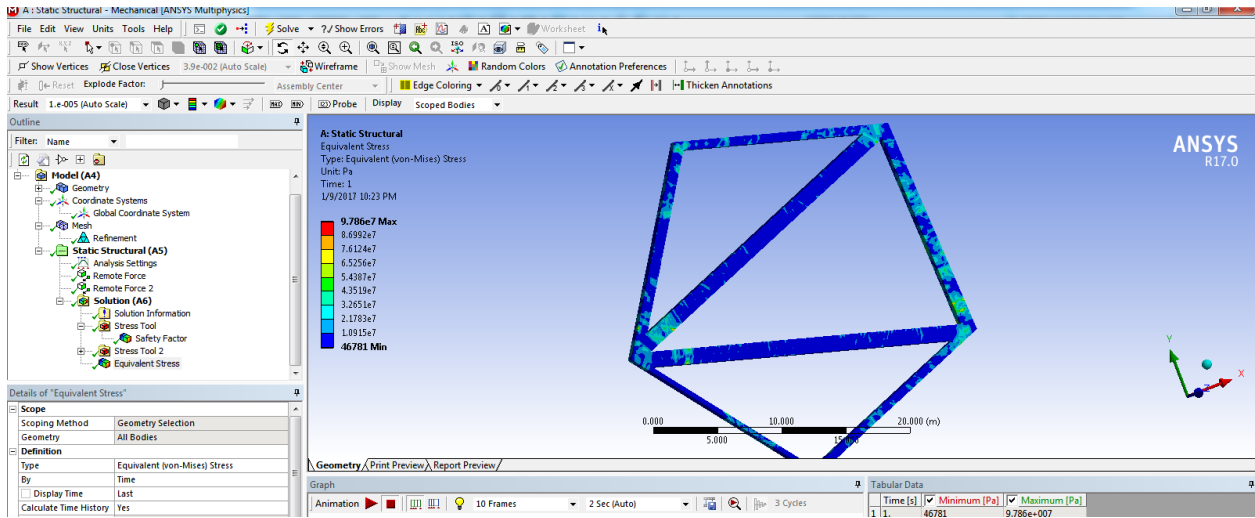 A : Static Structural - Mechanical [ANSYS Multiphysics]
File Edit View Units Tools Help Solve ?/ Show Errors Worksheet
Show Vertices Close Vertices 3.9e-002 (Auto Scale) Wireframe Show Mesh Random Colors Annotation Preferences
Reset Explode Factor: Assembly Center Edge Coloring Thicken Annotations
Result 1.e-005 (Auto Scale) MAX MIN Probe Display Scoped Bodies
Outline
Filter: Name
Model (A4)
Geometry
Coordinate Systems
Global Coordinate System
Mesh
Refinement
Static Structural (A5)
Analysis Settings
Remote Force
Remote Force 2
Solution (A6)
Solution Information
Stress Tool
Safety Factor
Stress Tool 2
Equivalent Stress
Details of "Equivalent Stress"
Scope
Scoping Method Geometry Selection
Geometry All Bodies
Definition
Type Equivalent (von-Mises) Stress
By Time
Display Time Last
Calculate Time History Yes
A: Static Structural
Equivalent Stress
Type: Equivalent (von-Mises) Stress
Unit: Pa
Time: 1
1/9/2017 10:23 PM
9.786e7 Max
8.6992e7
7.6124e7
6.5256e7
5.4387e7
4.3519e7
3.2651e7
2.1783e7
1.0915e7
46781 Min
ANSYS
R17.0
Y
X
Z
0.000 10.000 20.000 (m)
5.000
Geometry Print Preview Report Preview
Graph
Animation 10 Frames 2 Sec (Auto) 3 Cycles
Tabular Data
Time [s] Minimum [Pa] Maximum [Pa]
1 1. 46781 9.786e+007